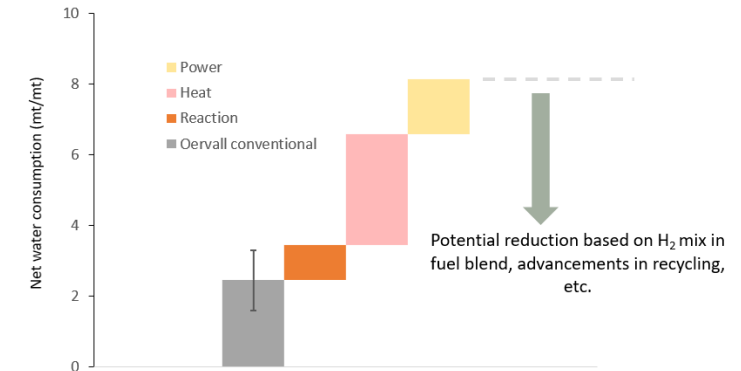 10
8
6
4
2
0
Net water consumption (mt/mt)
Power
Heat
Reaction
Oervall conventional
Potential reduction based on H₂ mix in
fuel blend, advancements in recycling,
etc.